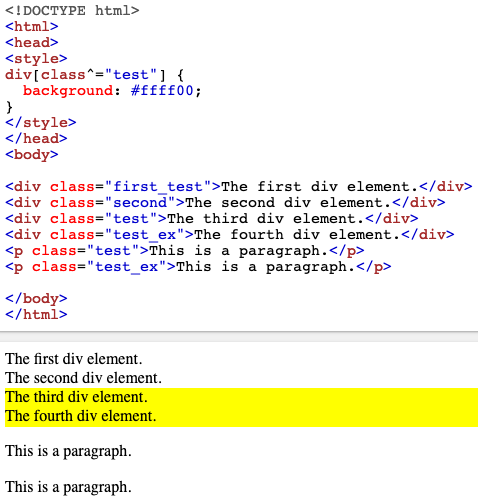 <!DOCTYPE html>
<html>
<head>
<style>
div[class^="test"] {
  background: #ffff00;
}
</style>
</head>
<body>

<div class="first_test">The first div element.</div>
<div class="second">The second div element.</div>
<div class="test">The third div element.</div>
<div class="test_ex">The fourth div element.</div>
<p class="test">This is a paragraph.</p>
<p class="test_ex">This is a paragraph.</p>

</body>
</html>

The first div element.
The second div element.
The third div element.
The fourth div element.
This is a paragraph.
This is a paragraph.